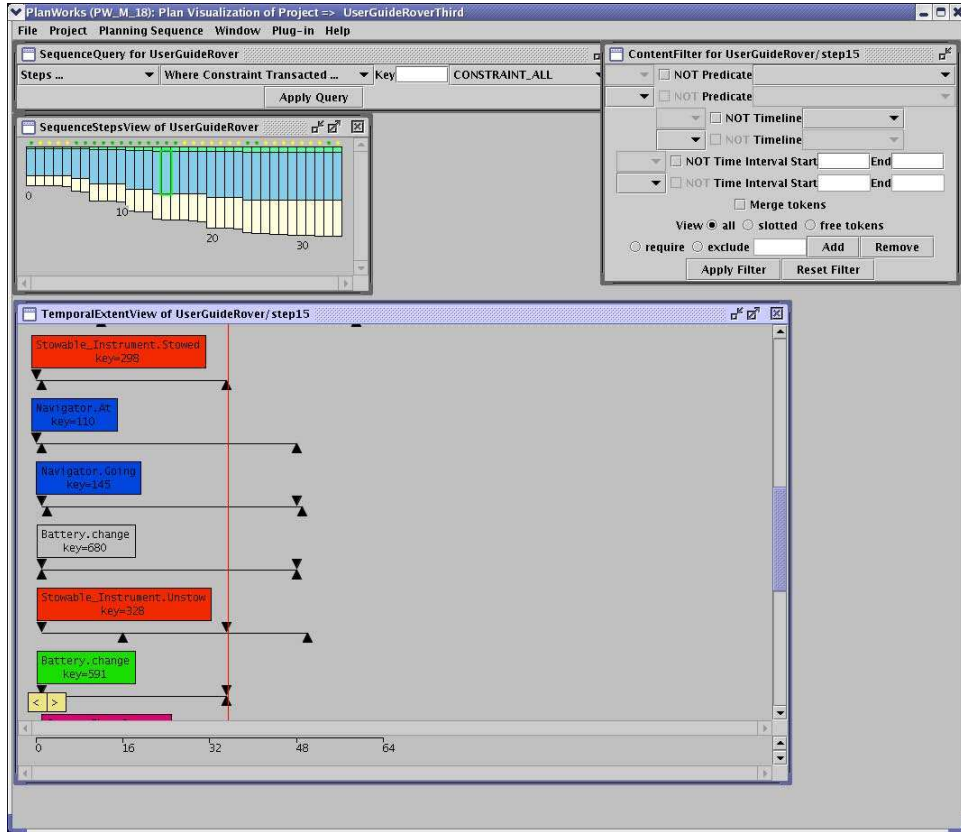 PlanWorks (PW_M_18): Plan Visualization of Project => UserGuideRoverThird
File Project Planning Sequence Window Plug-in Help
SequenceQuery for UserGuideRover
Steps ... Where Constraint Transacted ... Key CONSTRAINT_ALL
Apply Query
ContentFilter for UserGuideRover/step15
NOT Predicate
NOT Predicate
NOT Timeline
NOT Timeline
NOT Time Interval Start End
NOT Time Interval Start End
Merge tokens
View all slotted free tokens
require exclude Add Remove
Apply Filter Reset Filter
SequenceStepsView of UserGuideRover
0
10
20
30
TemporalExtentView of UserGuideRover/step15
Stowable_Instrument.Stowed
key=298
Navigator.At
key=110
Navigator.Going
key=145
Battery.change
key=680
Stowable_Instrument.Unstow
key=328
Battery.change
key=591
< >
0 16 32 48 64